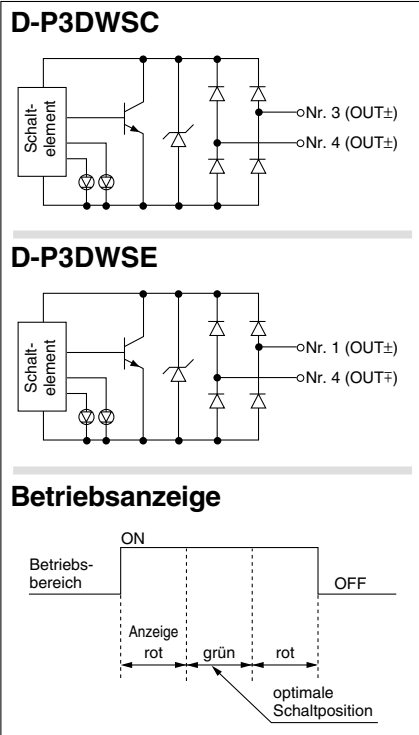 D-P3DWSC
Schalt-
element
Nr. 3 (OUT±)
Nr. 4 (OUT±)
D-P3DWSE
Schalt-
element
Nr. 1 (OUT±)
Nr. 4 (OUT∓)
Betriebsanzeige
ON
Betriebs-
bereich
OFF
Anzeige
rot
grün
rot
optimale
Schaltposition